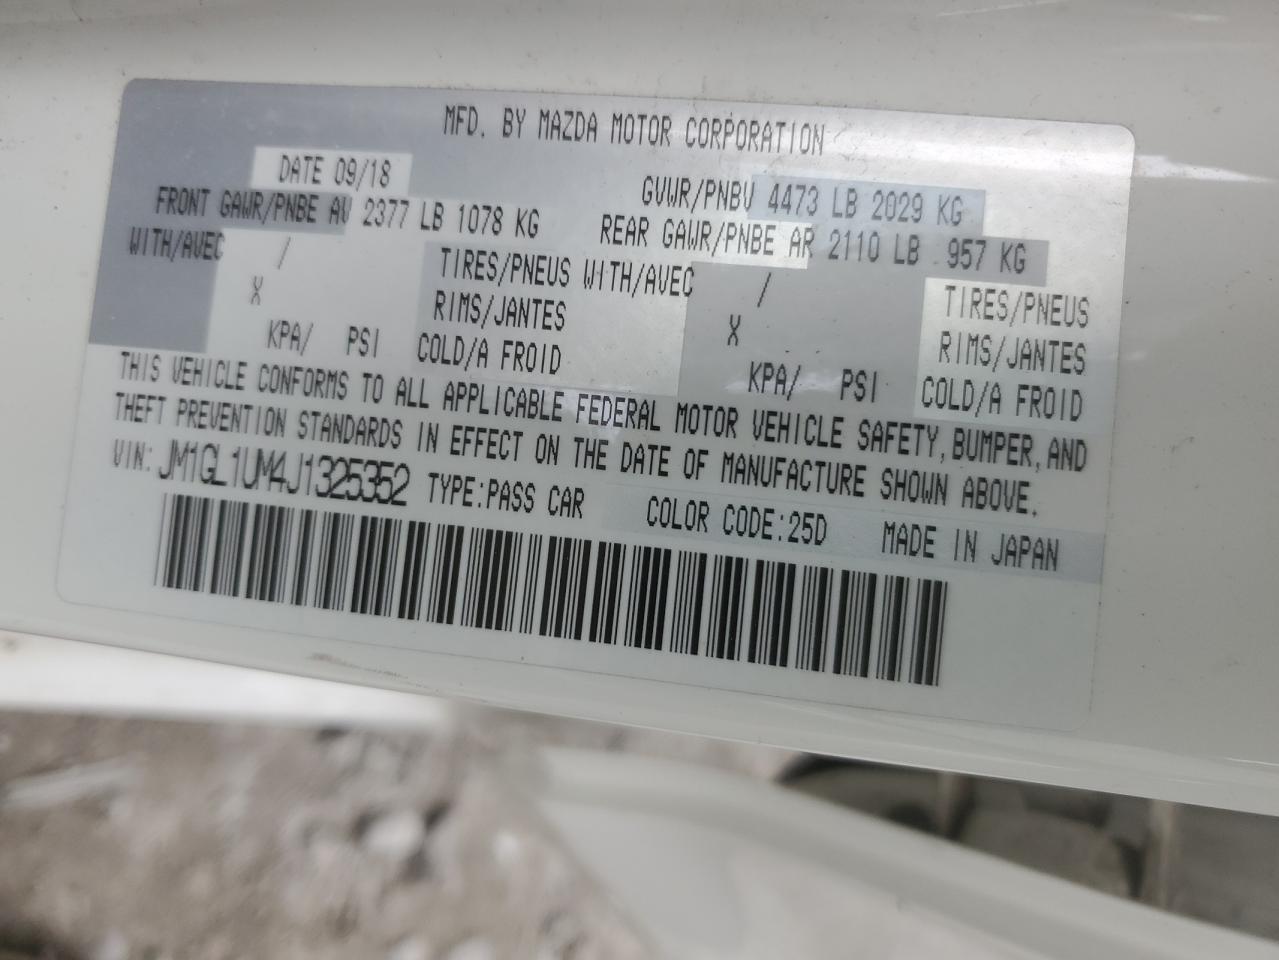 MFD. BY MAZDA MOTOR CORPORATION
DATE 09/18 GVWR/PNBV 4473 LB 2029 KG
FRONT GAWR/PNBE AV 2377 LB 1078 KG REAR GAWR/PNBE AR 2110 LB 957 KG
WITH/AVEC / TIRES/PNEUS WITH/AVEC / TIRES/PNEUS
X RIMS/JANTES X RIMS/JANTES
KPA/ PSI COLD/A FROID KPA/ PSI COLD/A FROID
THIS VEHICLE CONFORMS TO ALL APPLICABLE FEDERAL MOTOR VEHICLE SAFETY, BUMPER, AND
THEFT PREVENTION STANDARDS IN EFFECT ON THE DATE OF MANUFACTURE SHOWN ABOVE.
VIN: JM1GL1UM4J1325352 TYPE:PASS CAR COLOR CODE:25D MADE IN JAPAN